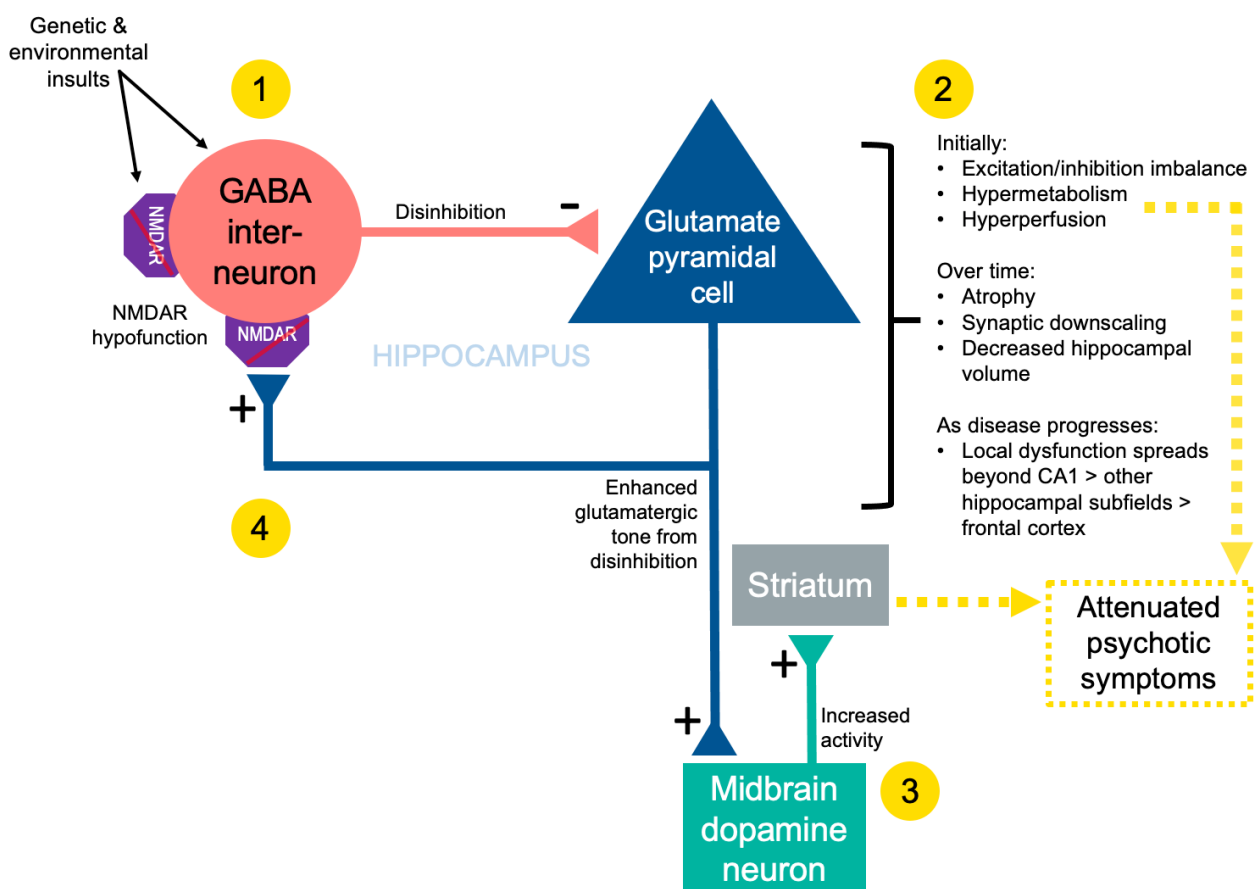 Genetic &
environmental
insults
1
GABA
inter-
neuron
NMDAR
NMDAR
NMDAR
hypofunction
Disinhibition
-
Glutamate
pyramidal
cell
HIPPOCAMPUS
2
Initially:
• Excitation/inhibition imbalance
• Hypermetabolism
• Hyperperfusion
Over time:
• Atrophy
• Synaptic downscaling
• Decreased hippocampal
volume
As disease progresses:
• Local dysfunction spreads
beyond CA1 > other
hippocampal subfields >
frontal cortex
+
4
Enhanced
glutamatergic
tone from
disinhibition
Striatum
+
Attenuated
psychotic
symptoms
+
Increased
activity
Midbrain
dopamine
neuron
3